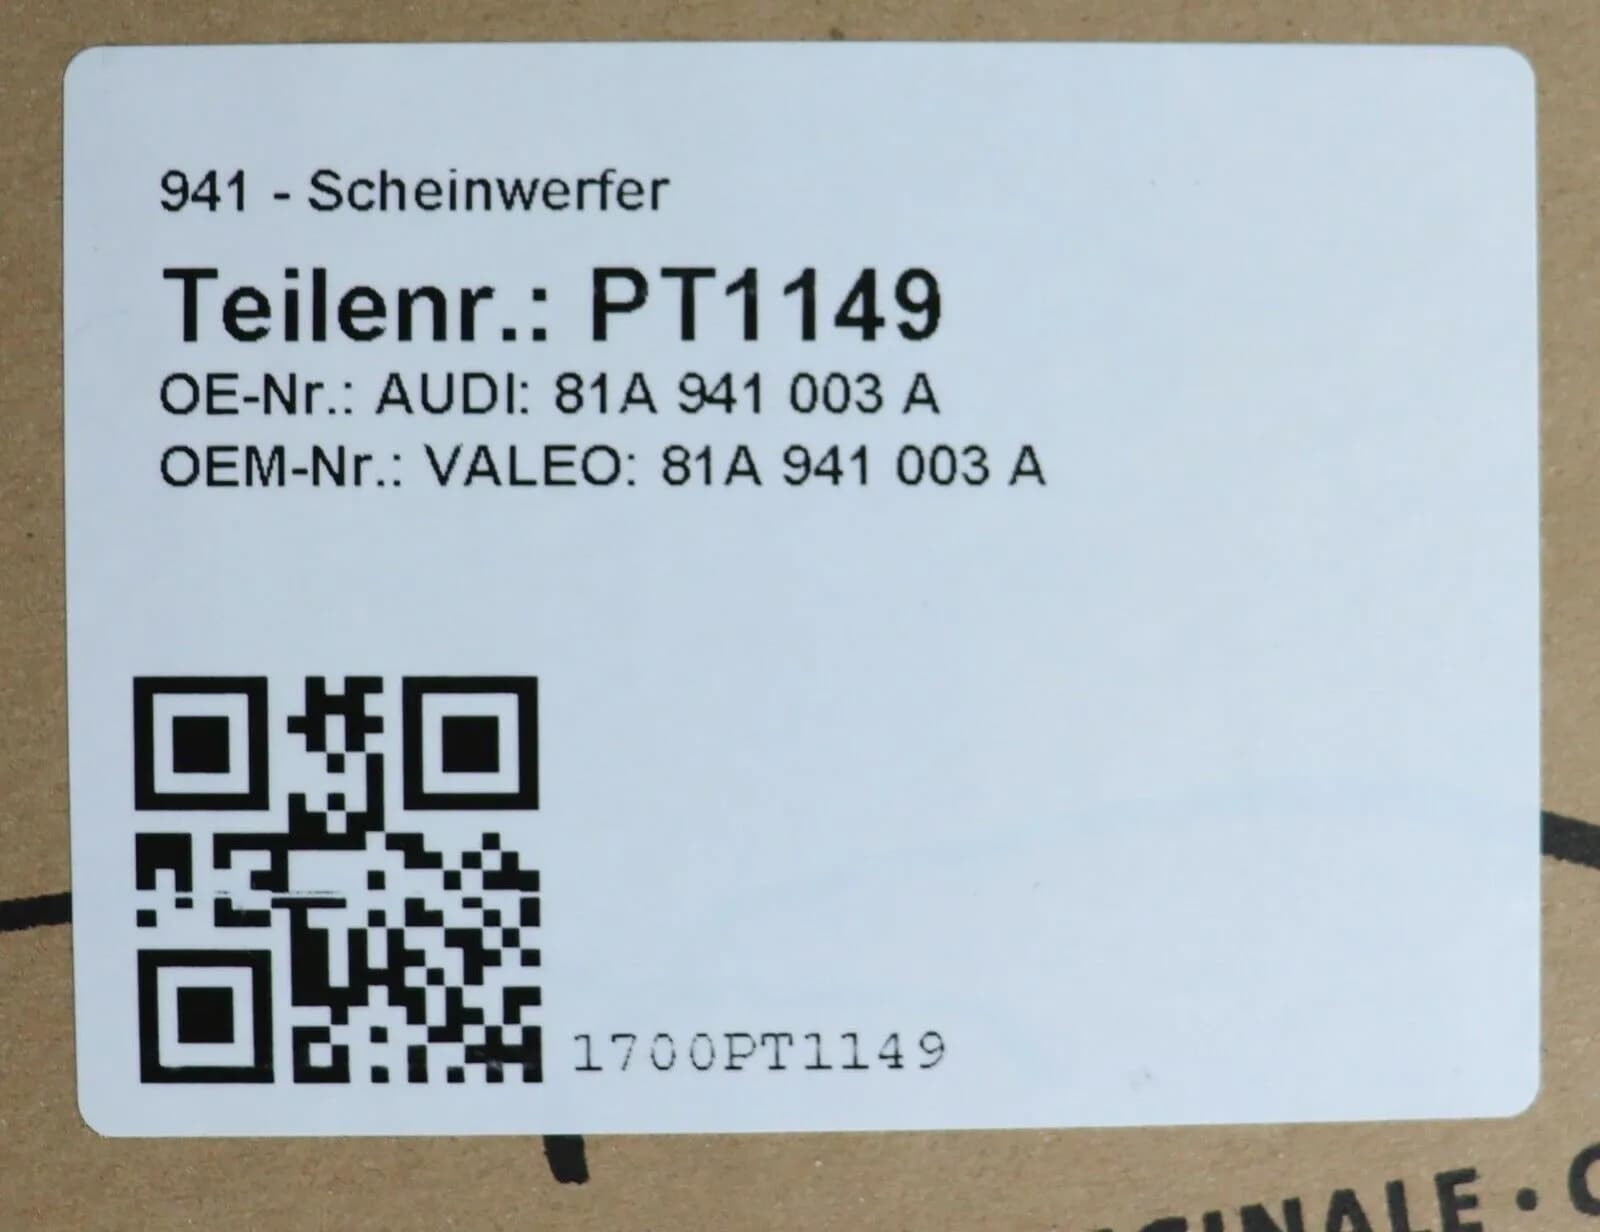 941 - Scheinwerfer
Teilenr.: PT1149
OE-Nr.: AUDI: 81A 941 003 A
OEM-Nr.: VALEO: 81A 941 003 A
1700PT1149